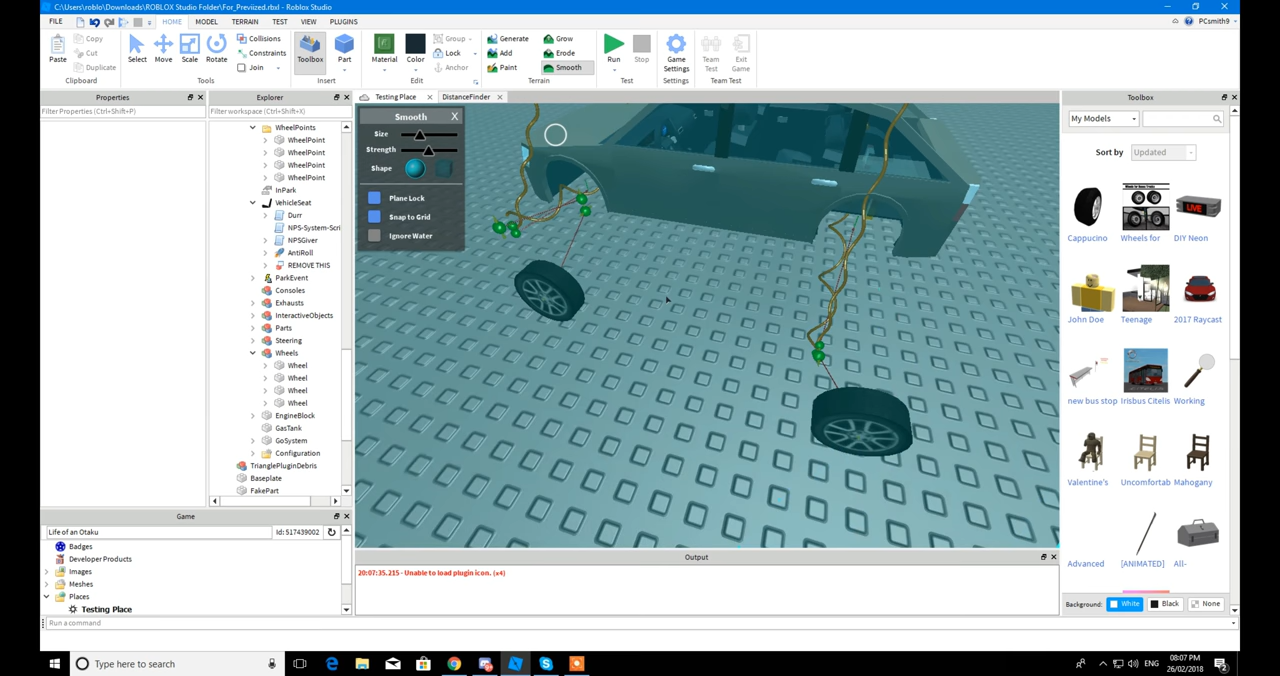 C:\Users\roblo\Downloads\ROBLOX Studio Folder\For_Previized.rbxl - Roblox Studio
FILE HOME MODEL TERRAIN TEST VIEW PLUGINS PCsmith9
Paste Copy Cut Duplicate Select Move Scale Rotate Collisions Constraints Join Toolbox Part Material Color Group Lock Anchor Generate Add Paint Grow Erode Smooth Run Stop Game Settings Team Test Exit Game
Clipboard Tools Insert Edit Terrain Test Settings Team Test
Properties Explorer Testing Place DistanceFinder Toolbox
Filter Properties (Ctrl+Shift+P) Filter workspace (Ctrl+Shift+X)
WheelPoints
WheelPoint
WheelPoint
WheelPoint
WheelPoint
InPark
VehicleSeat
Durr
NPS-System-Scri
NPSGiver
AntiRoll
REMOVE THIS
ParkEvent
Consoles
Exhausts
InteractiveObjects
Parts
Steering
Wheels
Wheel
Wheel
Wheel
Wheel
EngineBlock
GasTank
GoSystem
Configuration
TrianglePluginDebris
Baseplate
FakePart
Smooth X
Size
Strength
Shape
Plane Lock
Snap to Grid
Ignore Water
My Models
Sort by Updated
Cappucino Wheels for DIY Neon
LIVE
John Doe Teenage 2017 Raycast
new bus stop Irisbus Citelis Working
Valentine's Uncomfortab Mahogany
Advanced [ANIMATED] All-
Background: White Black None
Game
Life of an Otaku Id: 517439002
Badges
Developer Products
Images
Meshes
Places
Testing Place
Output
20:07:35.215 - Unable to load plugin icon. (x4)
Run a command
Type here to search
ENG 08:07 PM
26/02/2018
2